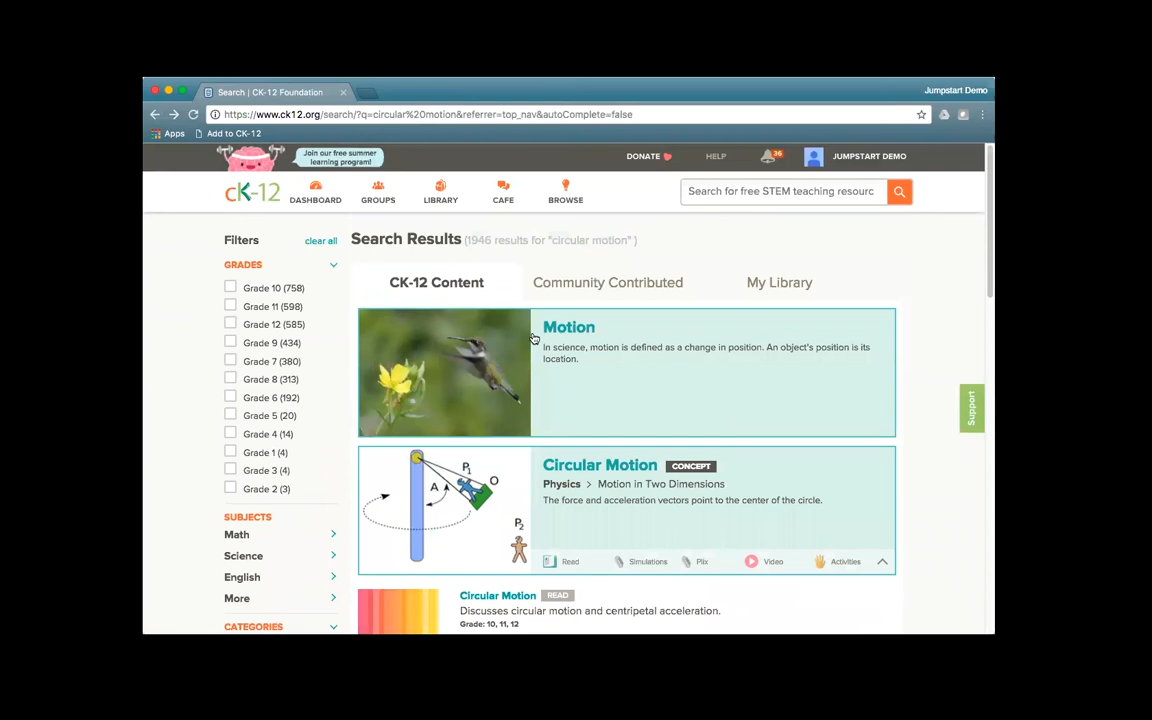 Search | CK-12 Foundation
Jumpstart Demo
https://www.ck12.org/search/?q=circular%20motion&referrer=top_nav&autoComplete=false
Apps
Add to CK-12
Join our free summer
learning program!
DONATE
HELP
36
JUMPSTART DEMO
cK-12
DASHBOARD
GROUPS
LIBRARY
CAFE
BROWSE
Search for free STEM teaching resourc
Filters
clear all
Search Results (1946 results for "circular motion" )
GRADES
CK-12 Content
Community Contributed
My Library
Grade 10 (758)
Grade 11 (598)
Grade 12 (585)
Grade 9 (434)
Grade 7 (380)
Grade 8 (313)
Grade 6 (192)
Grade 5 (20)
Grade 4 (14)
Grade 1 (4)
Grade 3 (4)
Grade 2 (3)
SUBJECTS
Math
Science
English
More
CATEGORIES
Motion
In science, motion is defined as a change in position. An object's position is its
location.
P1
O
A
P2
Circular Motion CONCEPT
Physics > Motion in Two Dimensions
The force and acceleration vectors point to the center of the circle.
Read
Simulations
Plix
Video
Activities
Circular Motion READ
Discusses circular motion and centripetal acceleration.
Grade: 10, 11, 12
Support